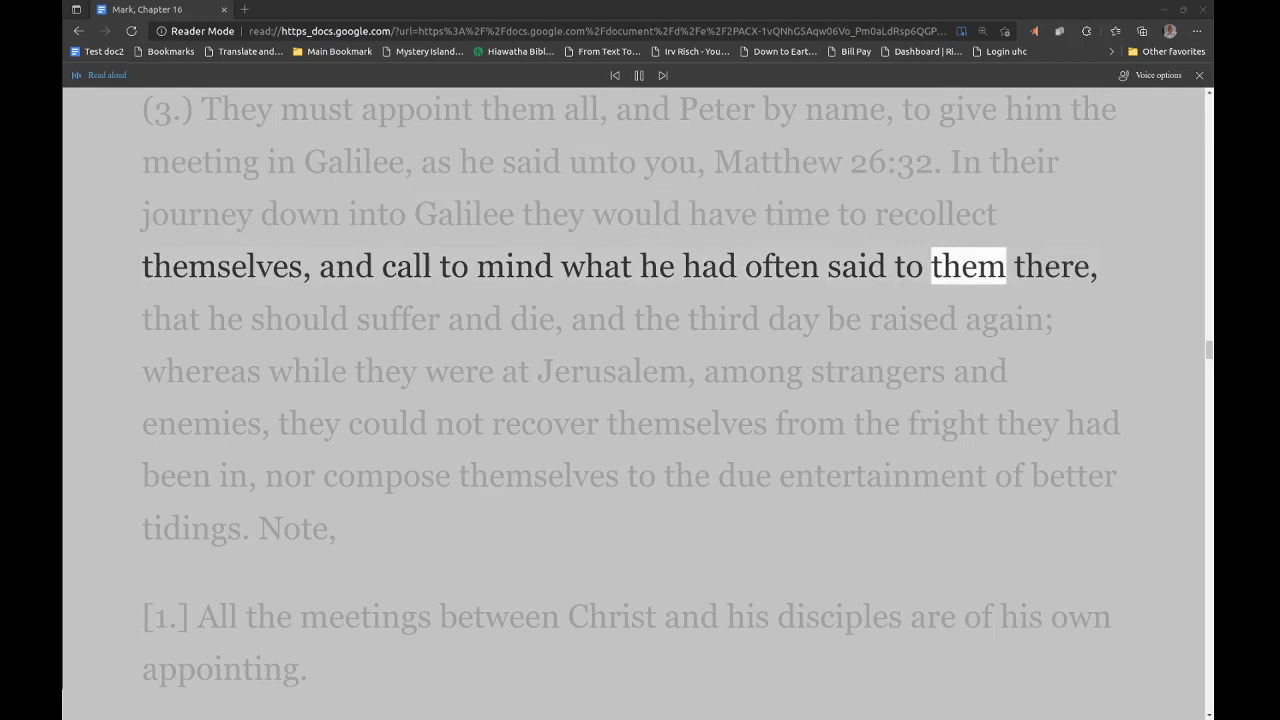 Mark, Chapter 16
Reader Mode
read://https_docs.google.com/?url=https%3A%2F%2Fdocs.google.com%2Fdocument%2Fd%2Fe%2F2PACX-1vQNhG5Aqw06Vo_Pm0aLdRsp6QGP...
Test doc2
Bookmarks
Translate and...
Main Bookmark
Mystery Island...
Hiawatha Bibl...
From Text To...
Irv Risch - You...
Down to Eart...
Bill Pay
Dashboard | Ri...
Login uhc
Other favorites
Read aloud
Voice options
(3.) They must appoint them all, and Peter by name, to give him the
meeting in Galilee, as he said unto you, Matthew 26:32. In their
journey down into Galilee they would have time to recollect
themselves, and call to mind what he had often said to them there,
that he should suffer and die, and the third day be raised again;
whereas while they were at Jerusalem, among strangers and
enemies, they could not recover themselves from the fright they had
been in, nor compose themselves to the due entertainment of better
tidings. Note,
[1.] All the meetings between Christ and his disciples are of his own
appointing.